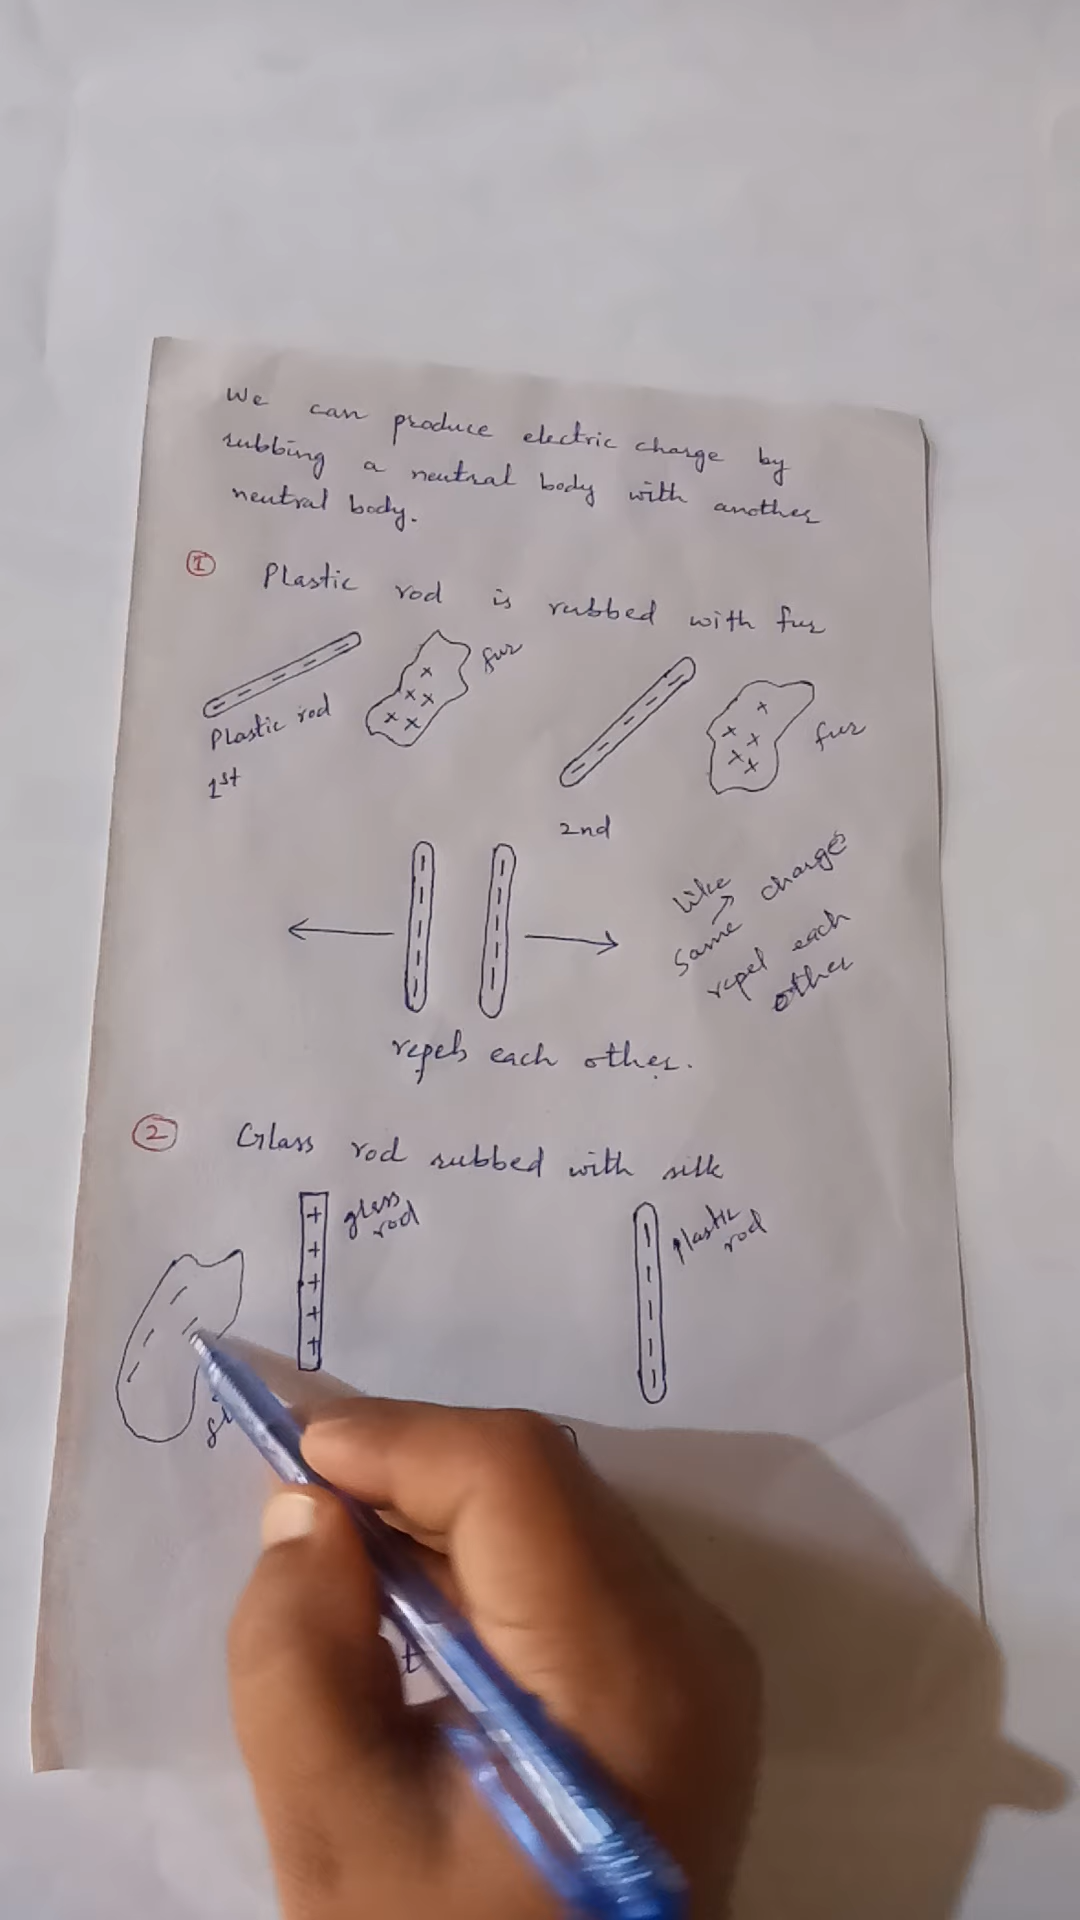 We can produce electric charge by
rubbing a neutral body with another
neutral body.
① Plastic rod is rubbed with fur
fur
Plastic rod
1st
fur
2nd
like
same → charge
repel each
other
repels each other.
② Glass rod rubbed with silk
glass
rod
Plastic
rod